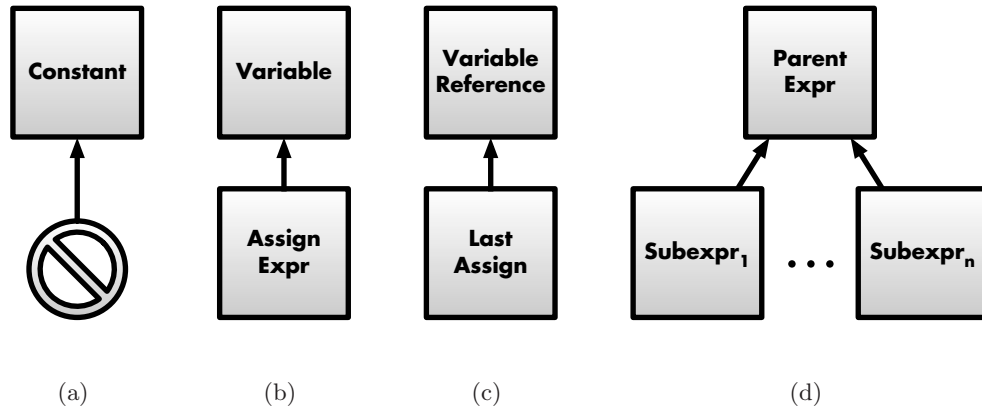 Constant
Variable
Variable
Reference
Parent
Expr
Assign
Expr
Last
Assign
Subexpr1
...
Subexprn
(a)
(b)
(c)
(d)